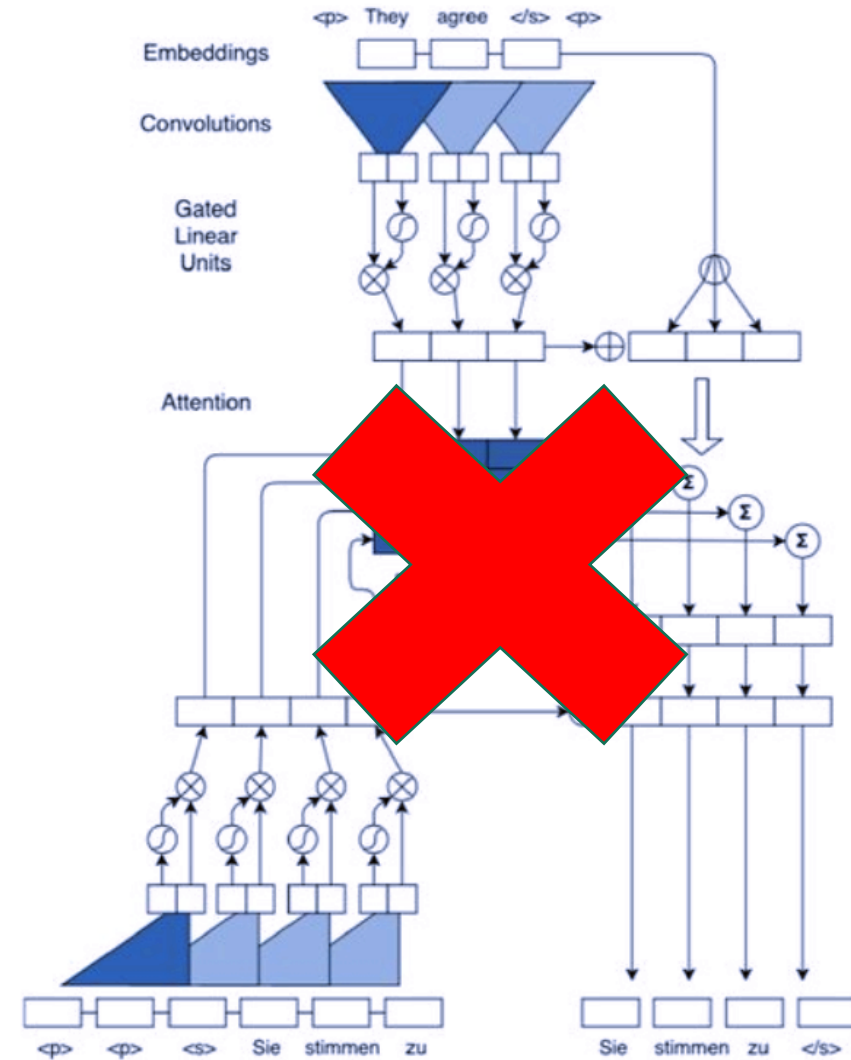 <p> They agree </s> <p>
Embeddings
Convolutions
Gated
Linear
Units
Attention
Σ
Σ
Σ
<p> <p> <s> Sie stimmen zu
Sie stimmen zu </s>